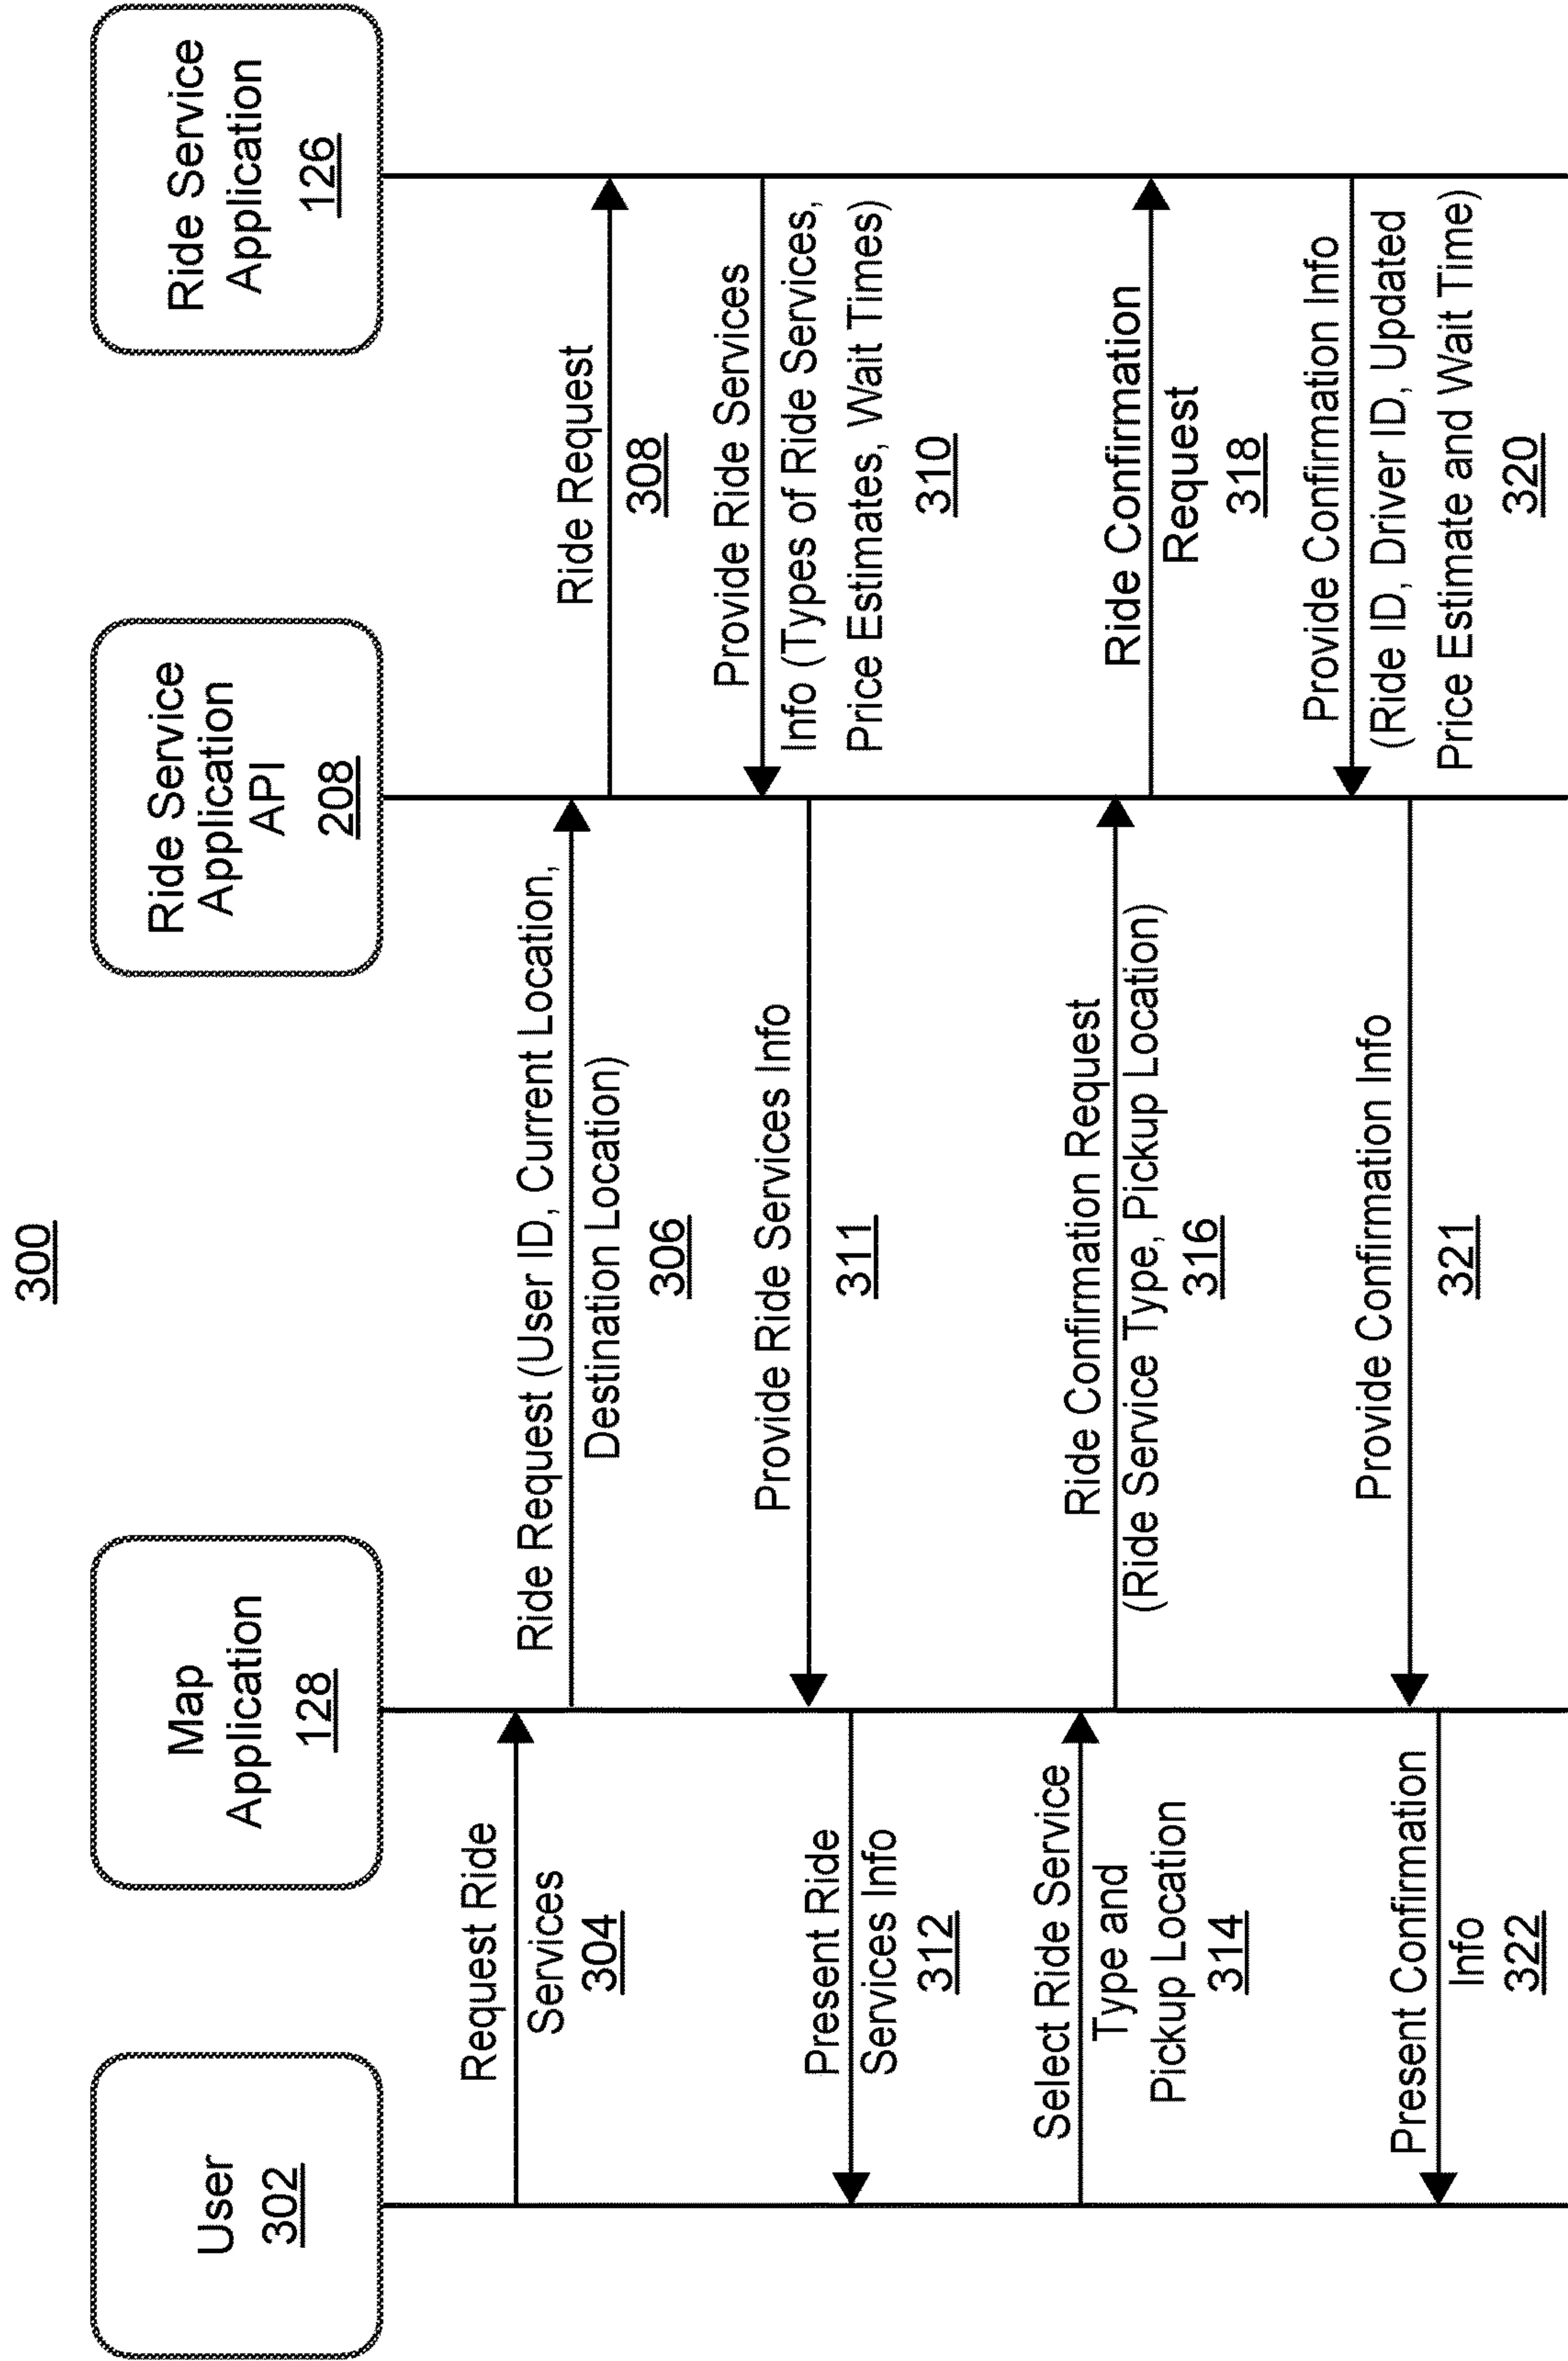 300
User
302
Map
Application
128
Ride Service
Application
API
208
Ride Service
Application
126
Request Ride
Services
304
Ride Request (User ID, Current Location,
Destination Location)
306
Ride Request
308
Provide Ride Services
Info (Types of Ride Services,
Price Estimates, Wait Times)
310
Provide Ride Services Info
311
Present Ride
Services Info
312
Select Ride Service
Type and
Pickup Location
314
Ride Confirmation Request
(Ride Service Type, Pickup Location)
316
Ride Confirmation
Request
318
Provide Confirmation Info
(Ride ID, Driver ID, Updated
Price Estimate and Wait Time)
320
Provide Confirmation Info
321
Present Confirmation
Info
322